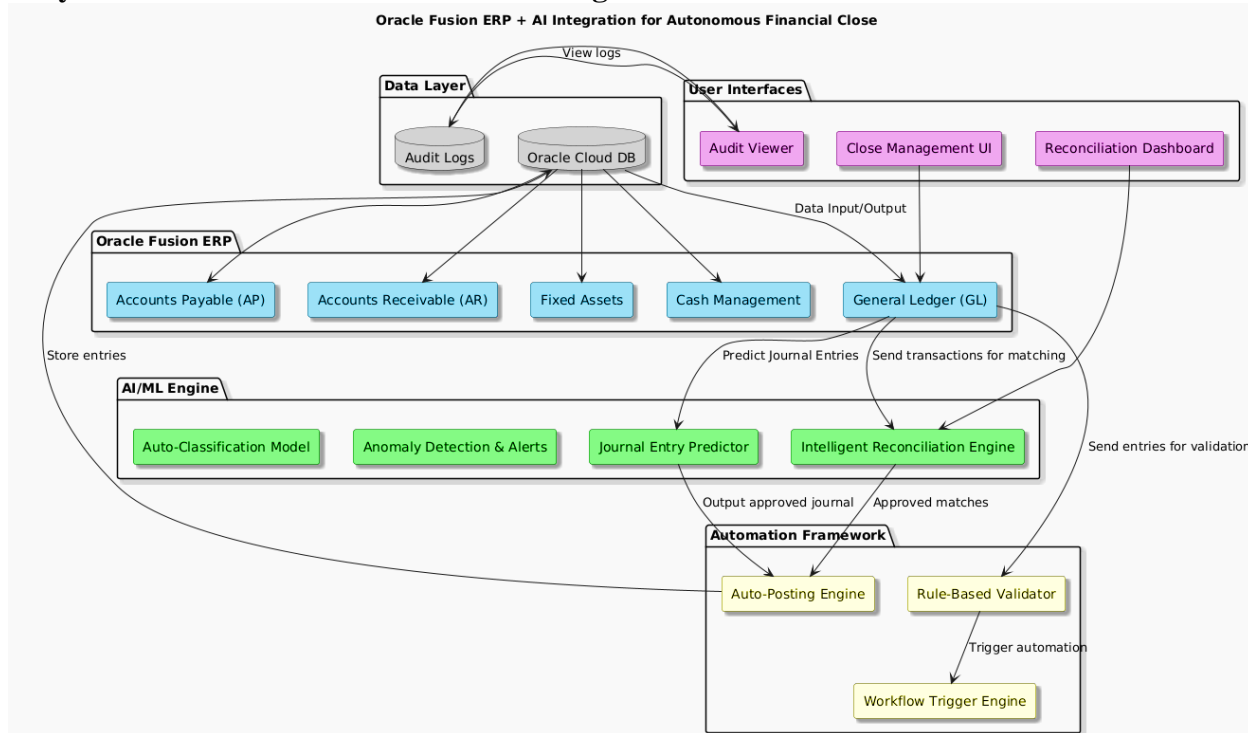 Oracle Fusion ERP + AI Integration for Autonomous Financial Close
View logs
Data Layer
User Interfaces
Audit Logs
Oracle Cloud DB
Audit Viewer
Close Management UI
Reconciliation Dashboard
Data Input/Output
Oracle Fusion ERP
Accounts Payable (AP)
Accounts Receivable (AR)
Fixed Assets
Cash Management
General Ledger (GL)
Store entries
Predict Journal Entries
Send transactions for matching
AI/ML Engine
Auto-Classification Model
Anomaly Detection & Alerts
Journal Entry Predictor
Intelligent Reconciliation Engine
Send entries for validation
Output approved journal
Approved matches
Automation Framework
Auto-Posting Engine
Rule-Based Validator
Trigger automation
Workflow Trigger Engine